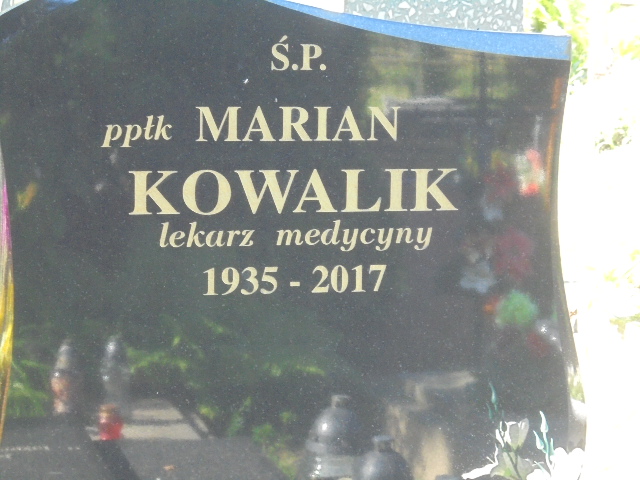 Ś.P.
ppłk MARIAN
KOWALIK
lekarz medycyny
1935 - 2017